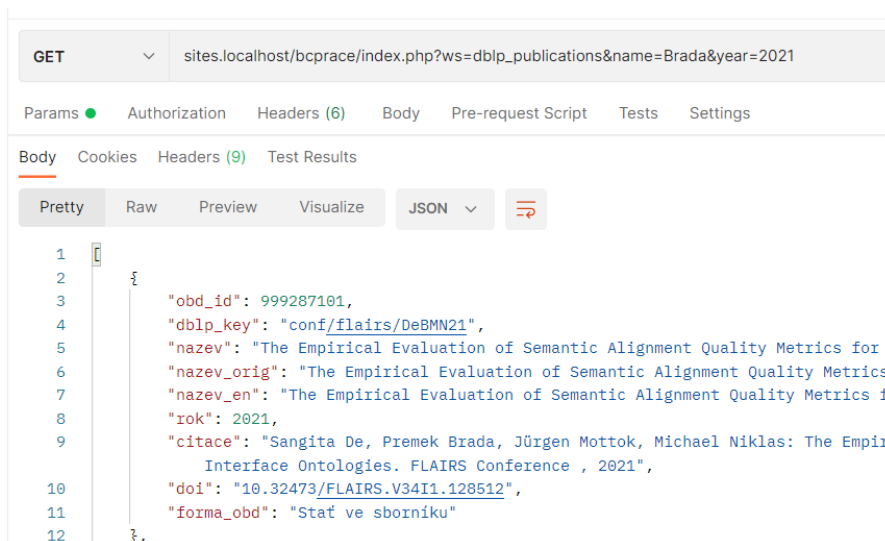 GET sites.localhost/bcprace/index.php?ws=dblp_publications&name=Brada&year=2021
Params Authorization Headers (6) Body Pre-request Script Tests Settings
Body Cookies Headers (9) Test Results
Pretty Raw Preview Visualize JSON
1 [
2 {
3 "obd_id": 999287101,
4 "dblp_key": "conf/flairs/DeBMN21",
5 "nazev": "The Empirical Evaluation of Semantic Alignment Quality Metrics for
6 "nazev_orig": "The Empirical Evaluation of Semantic Alignment Quality Metrics
7 "nazev_en": "The Empirical Evaluation of Semantic Alignment Quality Metrics
8 "rok": 2021,
9 "citace": "Sangita De, Premek Brada, Jürgen Mottok, Michael Niklas: The
Interface Ontologies. FLAIRS Conference , 2021",
10 "doi": "10.32473/FLAIRS.V34I1.128512",
11 "forma_obd": "Stať ve sborníku"
12 },